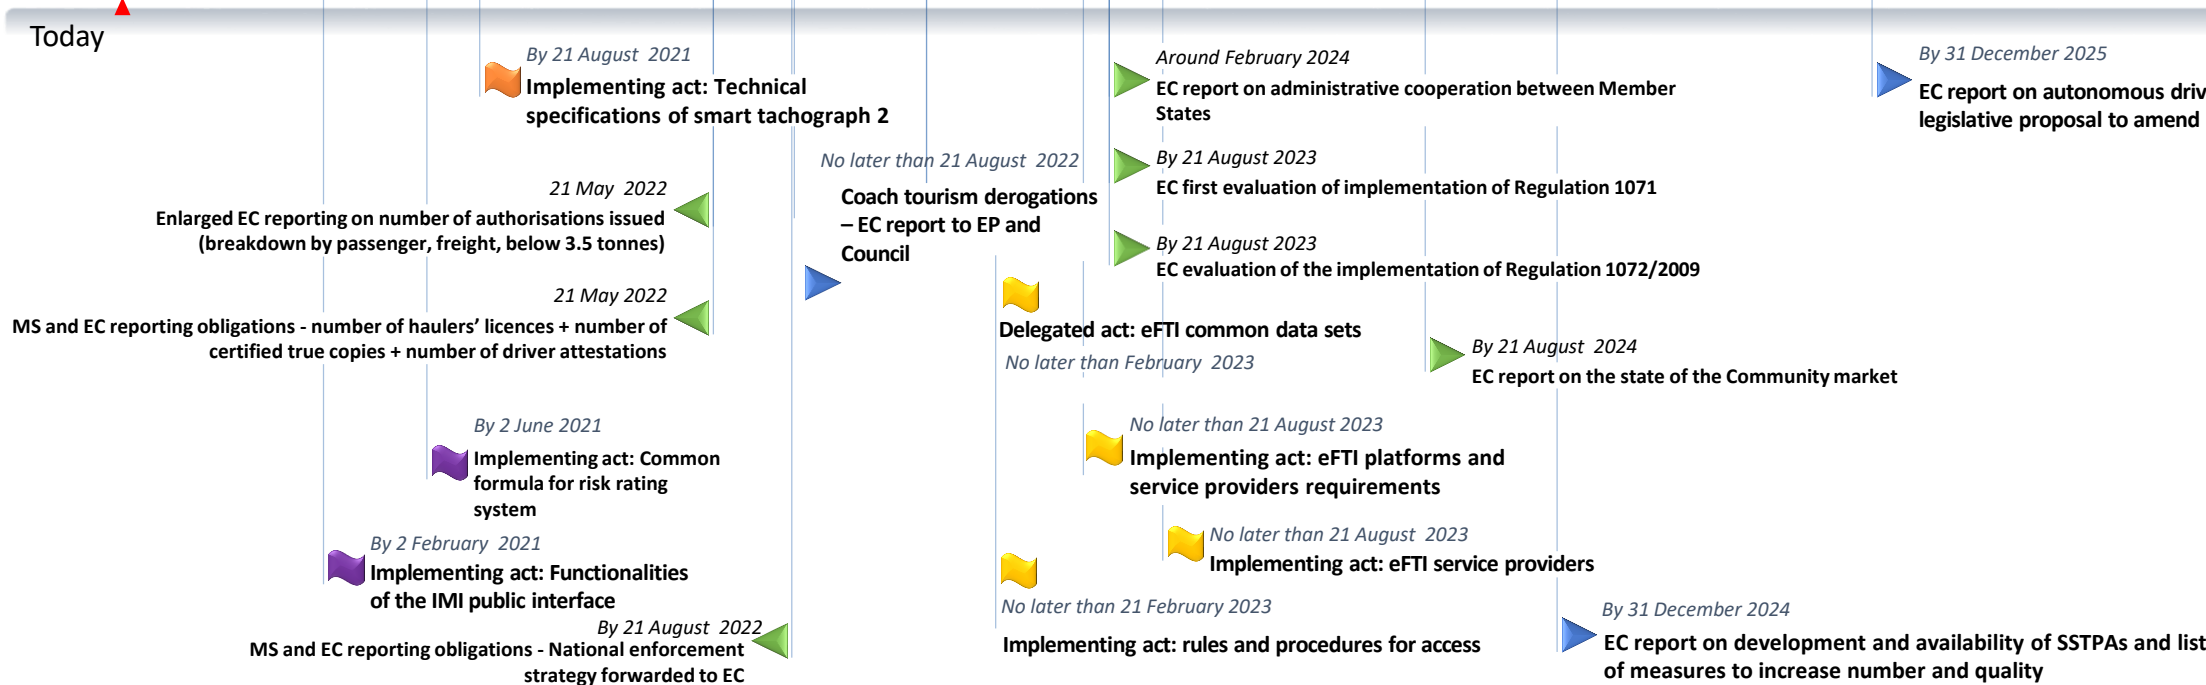 Today
By 21 August 2021
Implementing act: Technical
specifications of smart tachograph 2
Around February 2024
EC report on administrative cooperation between Member
States
By 31 December 2025
EC report on autonomous driv
legislative proposal to amend
No later than 21 August 2022
Coach tourism derogations
– EC report to EP and
Council
By 21 August 2023
EC first evaluation of implementation of Regulation 1071
21 May 2022
Enlarged EC reporting on number of authorisations issued
(breakdown by passenger, freight, below 3.5 tonnes)
By 21 August 2023
EC evaluation of the implementation of Regulation 1072/2009
21 May 2022
MS and EC reporting obligations - number of haulers’ licences + number of
certified true copies + number of driver attestations
Delegated act: eFTI common data sets
No later than February 2023
By 21 August 2024
EC report on the state of the Community market
By 2 June 2021
Implementing act: Common
formula for risk rating
system
No later than 21 August 2023
Implementing act: eFTI platforms and
service providers requirements
By 2 February 2021
Implementing act: Functionalities
of the IMI public interface
No later than 21 August 2023
Implementing act: eFTI service providers
No later than 21 February 2023
Implementing act: rules and procedures for access
By 21 August 2022
MS and EC reporting obligations - National enforcement
strategy forwarded to EC
By 31 December 2024
EC report on development and availability of SSTPAs and list
of measures to increase number and quality